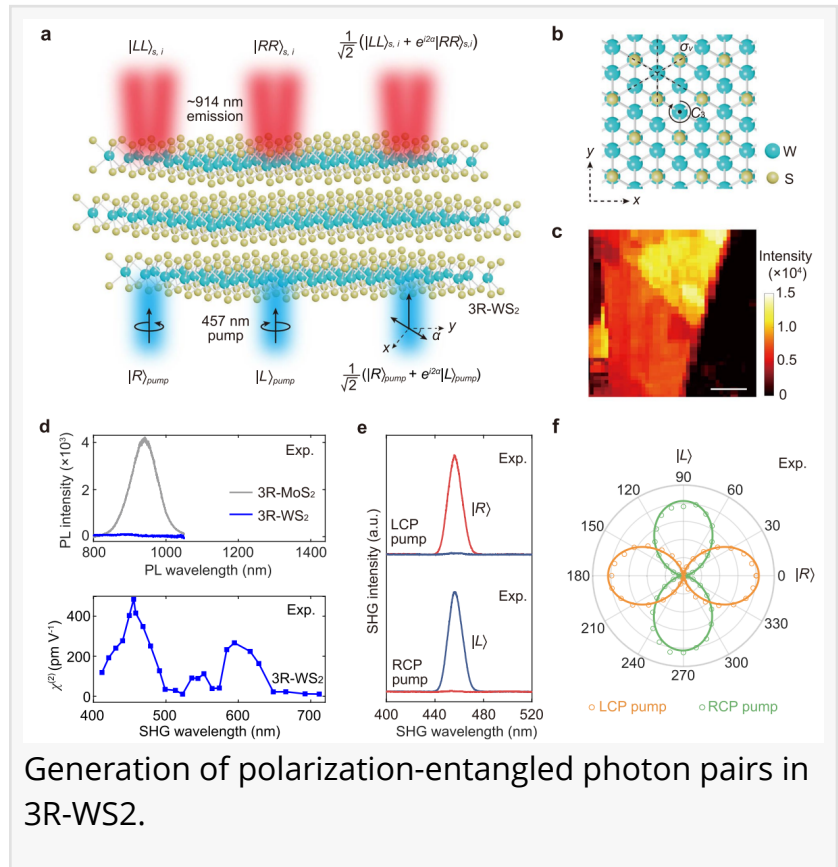 a
|LL⟩s, i
|RR⟩s, i
1/√2 (|LL⟩s, i + e^i2α|RR⟩s,i)
~914 nm
emission
3R-WS2
457 nm
pump
y
x
α
|R⟩pump
|L⟩pump
1/√2 (|R⟩pump + e^i2α|L⟩pump)
b
σv
C3
y
x
W
S
c
Intensity
(×10^4)
1.5
1.0
0.5
0
d
Exp.
PL intensity (×10^3)
4
2
0
3R-MoS2
3R-WS2
800 1000 1200 1400
PL wavelength (nm)
Exp.
χ(2) (pm V−1)
400
200
0
3R-WS2
400 500 600 700
SHG wavelength (nm)
e
Exp.
|R⟩
LCP
pump
SHG intensity (a.u.)
Exp.
|L⟩
RCP
pump
400 440 480 520
SHG wavelength (nm)
f
|L⟩
Exp.
90
120 60
150 30
180 0 |R⟩
210 330
240 300
270
LCP pump RCP pump
Generation of polarization-entangled photon pairs in
3R-WS2.